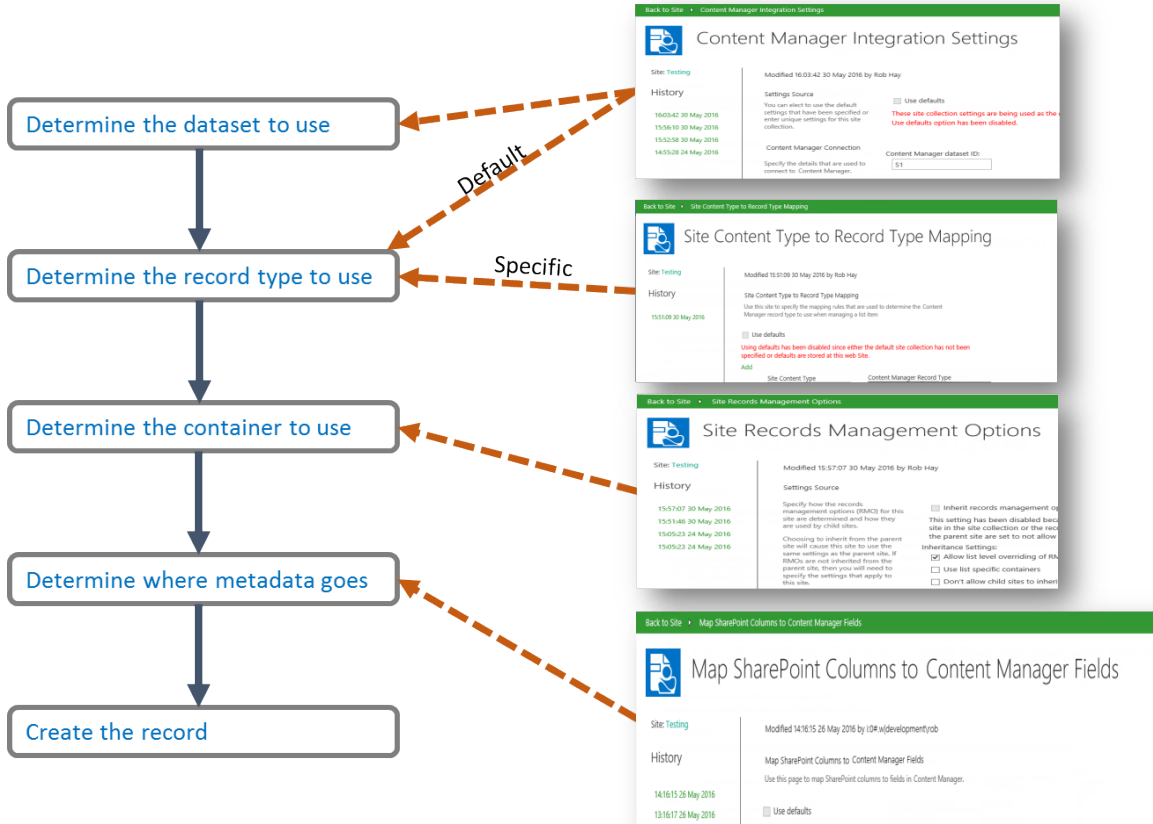 Determine the dataset to use
Determine the record type to use
Determine the container to use
Determine where metadata goes
Create the record
Default
Specific
Back to Site • Content Manager Integration Settings
Content Manager Integration Settings
Site: Testing
Modified 16:03:42 30 May 2016 by Rob Hay
History
16:03:42 30 May 2016
15:56:10 30 May 2016
15:52:58 30 May 2016
14:55:28 24 May 2016
Settings Source
You can elect to use the default
settings that have been specified or
enter unique settings for this site
collection.
Use defaults
These site collection settings are being used as the
Use defaults option has been disabled.
Content Manager Connection
Specify the details that are used to
connect to Content Manager.
Content Manager dataset ID:
S1
Back to Site • Site Content Type to Record Type Mapping
Site Content Type to Record Type Mapping
Site: Testing
Modified 15:51:09 30 May 2016 by Rob Hay
History
15:51:09 30 May 2016
Site Content Type to Record Type Mapping
Use this site to specify the mapping rules that are used to determine the Content
Manager record type to use when managing a list item
Use defaults
Using defaults has been disabled since either the default site collection has not been
specified or defaults are stored at this web Site.
Add
Site Content Type
Content Manager Record Type
Back to Site • Site Records Management Options
Site Records Management Options
Site: Testing
Modified 15:57:07 30 May 2016 by Rob Hay
History
15:57:07 30 May 2016
15:51:46 30 May 2016
15:05:23 24 May 2016
15:05:23 24 May 2016
Settings Source
Specify how the records
management options (RMO) for this
site are determined and how they
are used by child sites.
Choosing to inherit from the parent
site will cause this site to use the
same settings as the parent site. If
RMOs are not inherited from the
parent site, then you will need to
specify the settings that apply to
this site.
Inherit records management op
This setting has been disabled beca
site in the site collection or the reco
the parent site are set to not allow
Inheritance Settings:
Allow list level overriding of RM
Use list specific containers
Don't allow child sites to inheri
Back to Site • Map SharePoint Columns to Content Manager Fields
Map SharePoint Columns to Content Manager Fields
Site: Testing
Modified 14:16:15 26 May 2016 by i:0#.w|development\rob
History
14:16:15 26 May 2016
13:16:17 26 May 2016
Map SharePoint Columns to Content Manager Fields
Use this page to map SharePoint columns to fields in Content Manager.
Use defaults